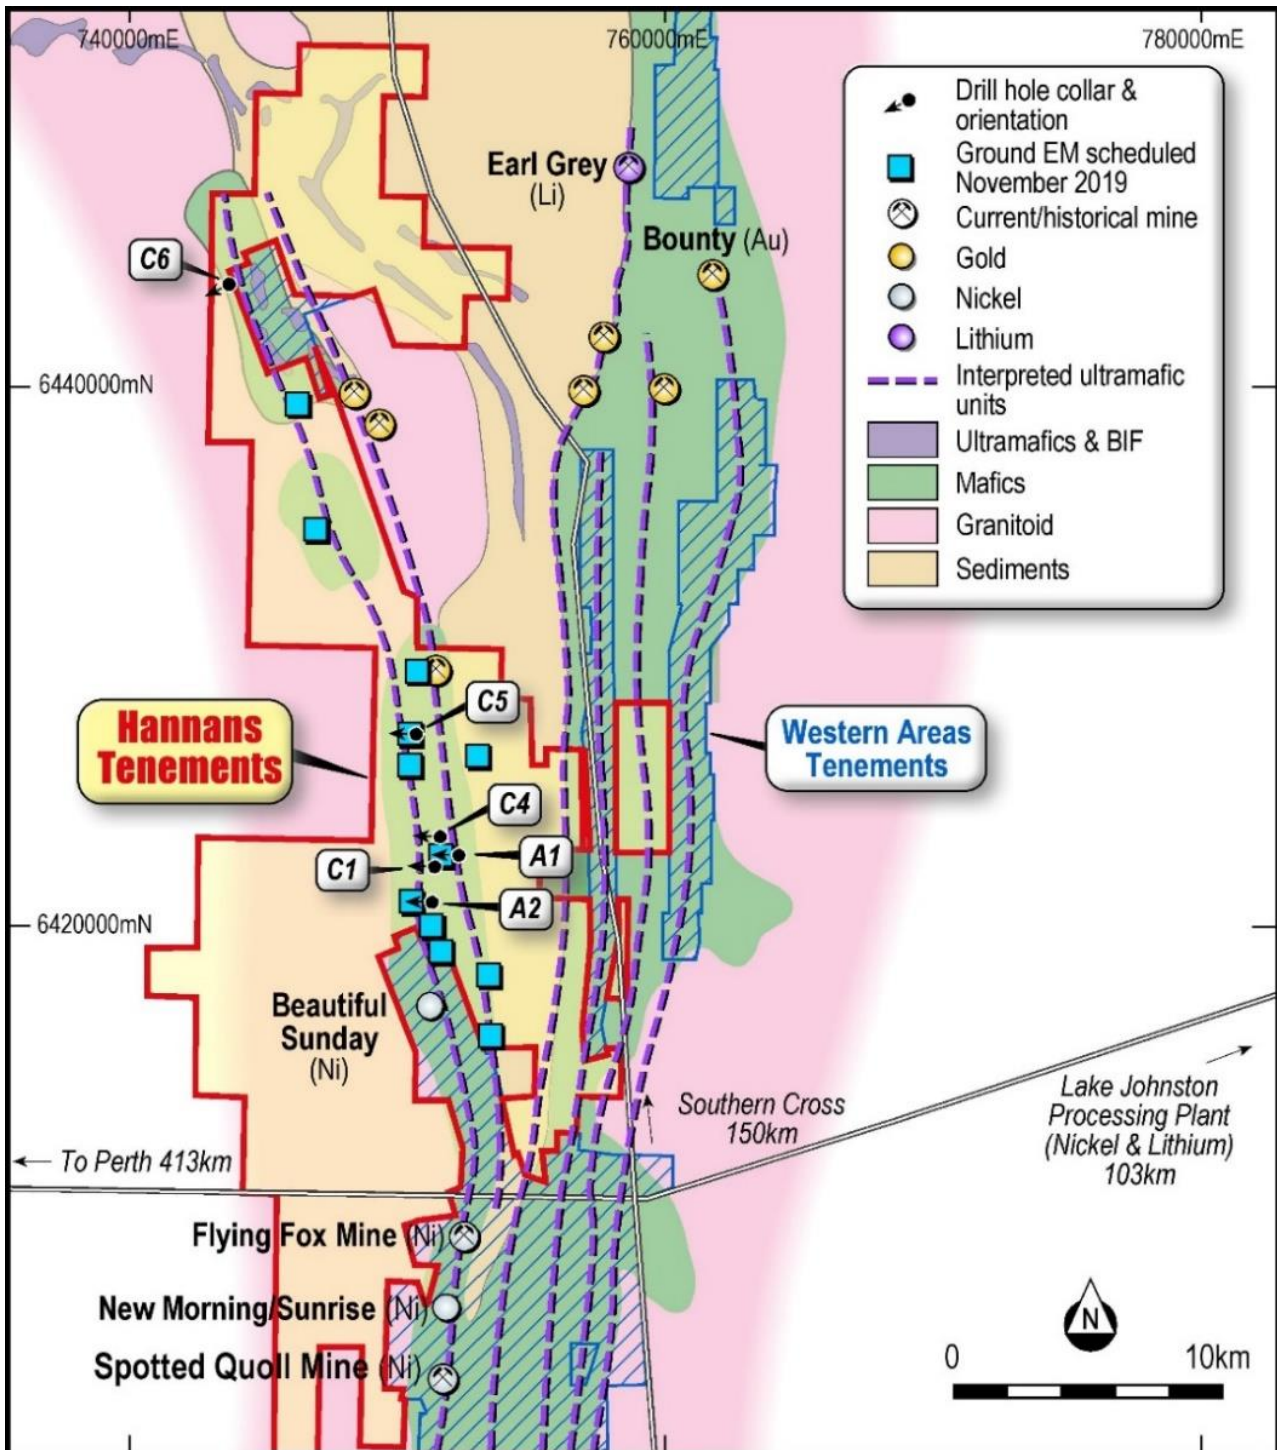 740000mE
760000mE
780000mE
Drill hole collar &
orientation
Ground EM scheduled
November 2019
Current/historical mine
Gold
Nickel
Lithium
Interpreted ultramafic
units
Ultramafics & BIF
Mafics
Granitoid
Sediments
Earl Grey
(Li)
Bounty (Au)
C6
6440000mN
Hannans
Tenements
C5
Western Areas
Tenements
C4
A1
C1
A2
6420000mN
Beautiful
Sunday
(Ni)
Southern Cross
150km
Lake Johnston
Processing Plant
(Nickel & Lithium)
103km
To Perth 413km
Flying Fox Mine (Ni)
New Morning/Sunrise (Ni)
Spotted Quoll Mine (Ni)
N
0 10km